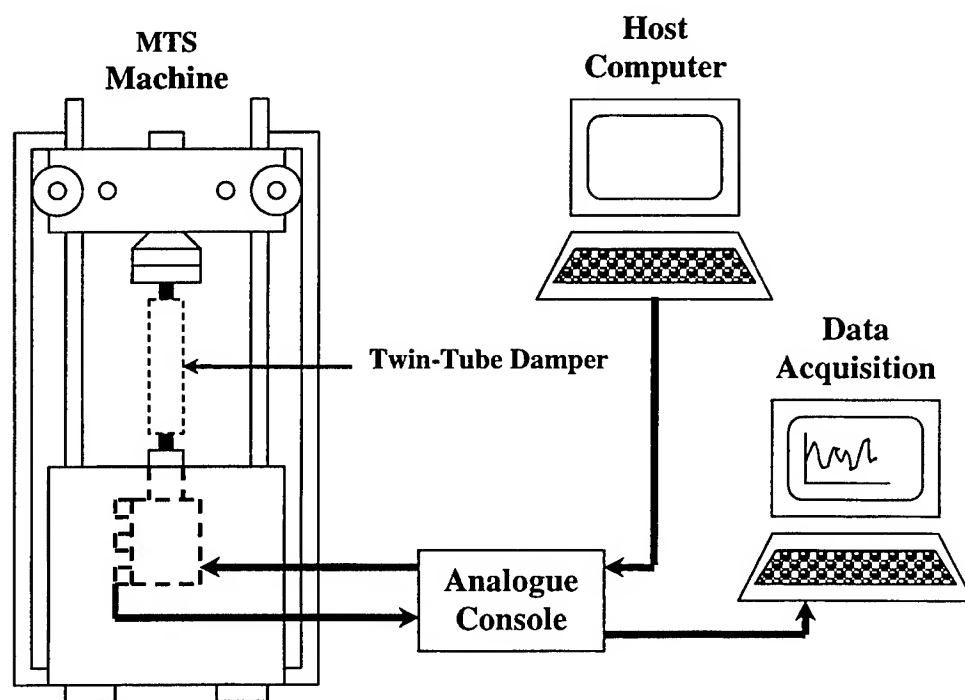 MTS
Machine
Host
Computer
Twin-Tube Damper
Data
Acquisition
Analogue
Console